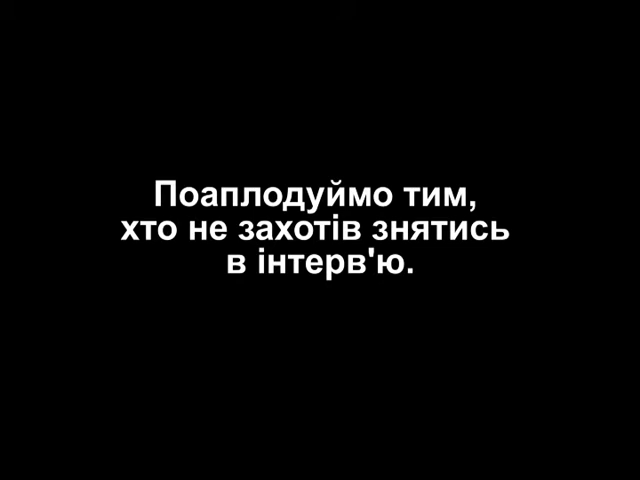 Поаплодуймо тим,
хто не захотів знятись
в інтерв'ю.